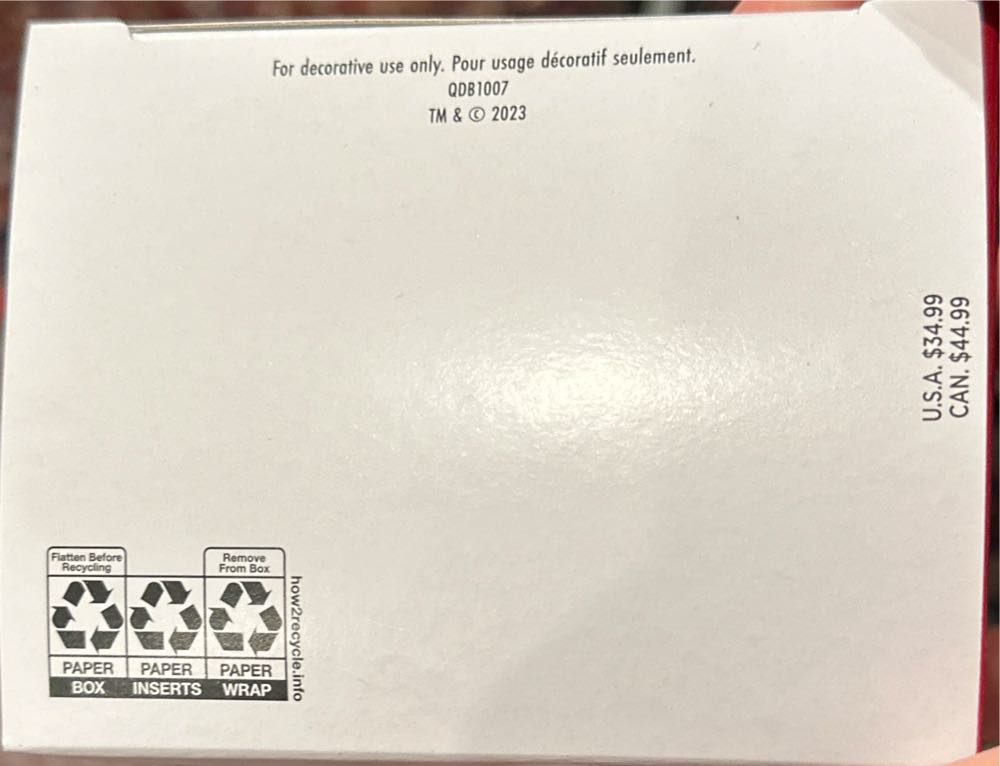 For decorative use only. Pour usage décoratif seulement.
QDB1007
TM & © 2023
U.S.A. $34.99
CAN. $44.99
Flatten Before
Recycling
Remove
From Box
PAPER
PAPER
PAPER
BOX
INSERTS
WRAP
how2recycle.info